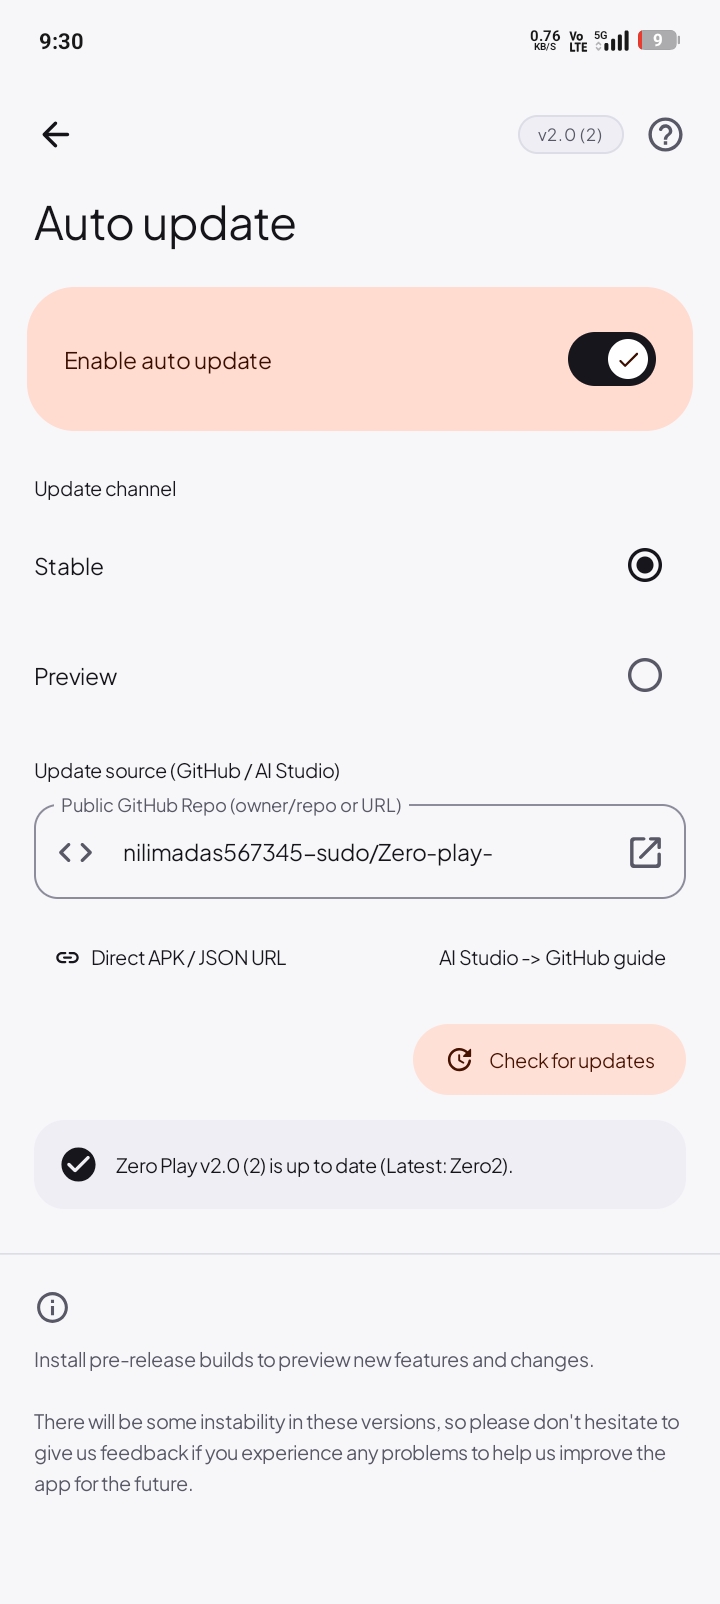 9:30
0.76 KB/S Vo LTE 5G 9
v2.0 (2)
Auto update
Enable auto update
Update channel
Stable
Preview
Update source (GitHub / AI Studio)
Public GitHub Repo (owner/repo or URL)
nilimadas567345-sudo/Zero-play-
Direct APK / JSON URL
AI Studio -> GitHub guide
Check for updates
Zero Play v2.0 (2) is up to date (Latest: Zero2).
Install pre-release builds to preview new features and changes.
There will be some instability in these versions, so please don't hesitate to
give us feedback if you experience any problems to help us improve the
app for the future.